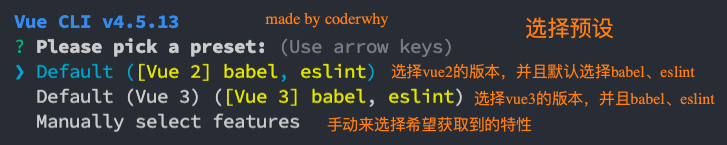 Vue CLI v4.5.13 made by coderwhy 选择预设
? Please pick a preset: (Use arrow keys)
❯ Default ([Vue 2] babel, eslint) 选择vue2的版本，并且默认选择babel、eslint
Default (Vue 3) ([Vue 3] babel, eslint) 选择vue3的版本，并且babel、eslint
Manually select features 手动来选择希望获取到的特性